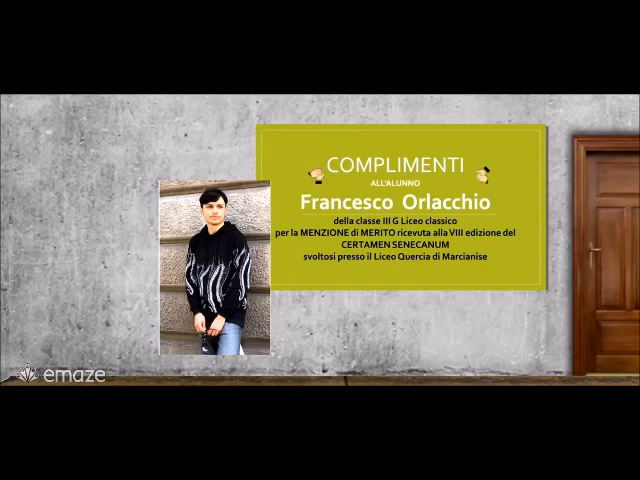 COMPLIMENTI
ALL'ALUNNO
Francesco Orlacchio
della classe III G Liceo classico
per la MENZIONE di MERITO ricevuta alla VIII edizione del
CERTAMEN SENECANUM
svoltosi presso il Liceo Quercia di Marcianise
emaze